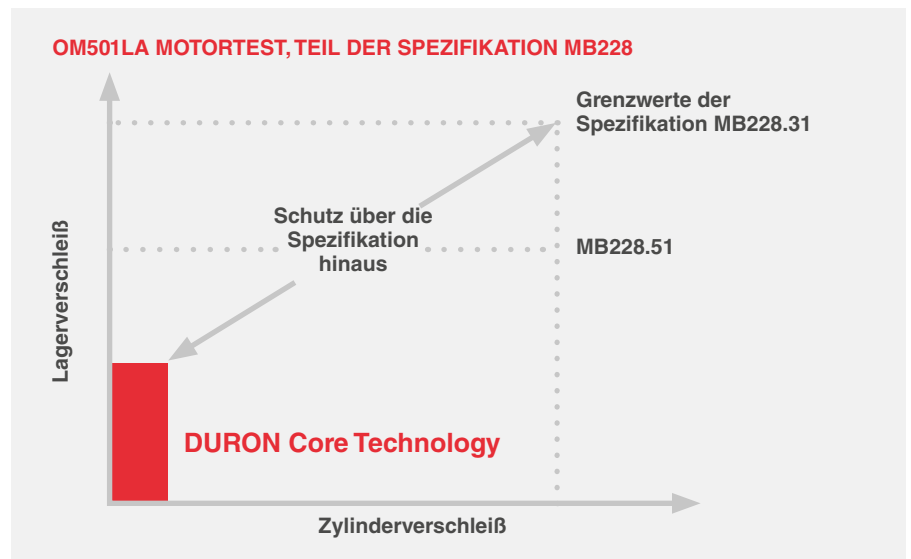 OM501LA MOTORTEST, TEIL DER SPEZIFIKATION MB228
Grenzwerte der
Spezifikation MB228.31
Schutz über die
Spezifikation
hinaus
MB228.51
Lagerverschleiß
DURON Core Technology
Zylinderverschleiß